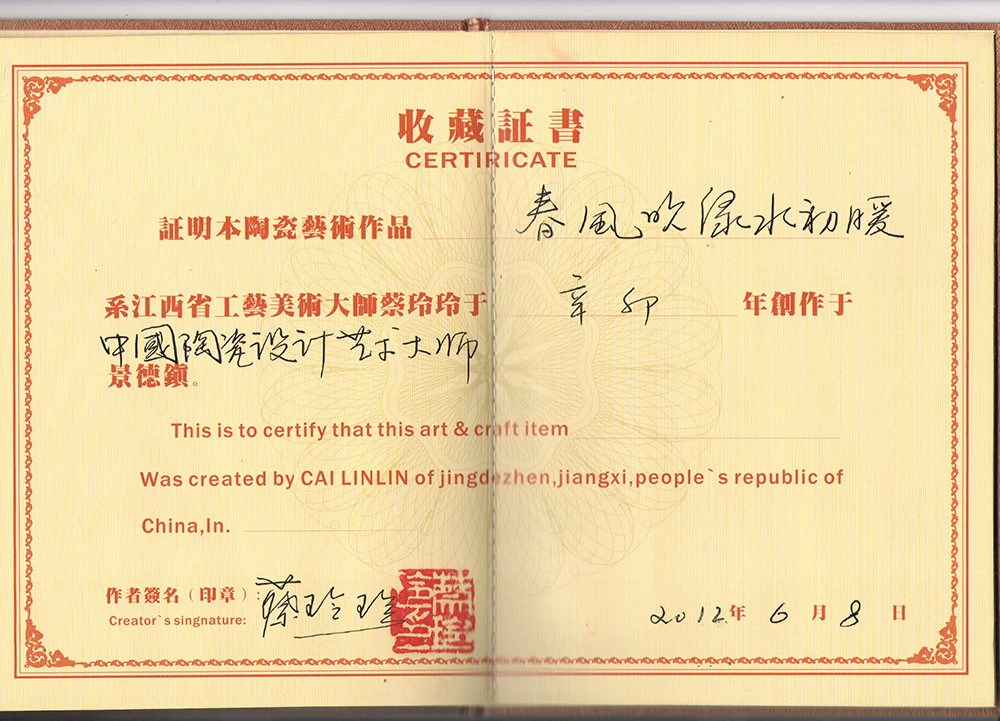 收藏証書
CERTIRICATE
証明本陶瓷藝術作品 春風吹绿水初暖
系江西省工藝美術大師蔡玲玲于 辛卯 年創作于
中國陶瓷设计艺术大师
景德鎮。
This is to certify that this art & craft item
Was created by CAI LINLIN of jingdezhen,jiangxi,people`s republic of
China,In.
作者簽名（印章）: 蔡玲玲
Creator`s singnature:
2012年 6 月 8 日